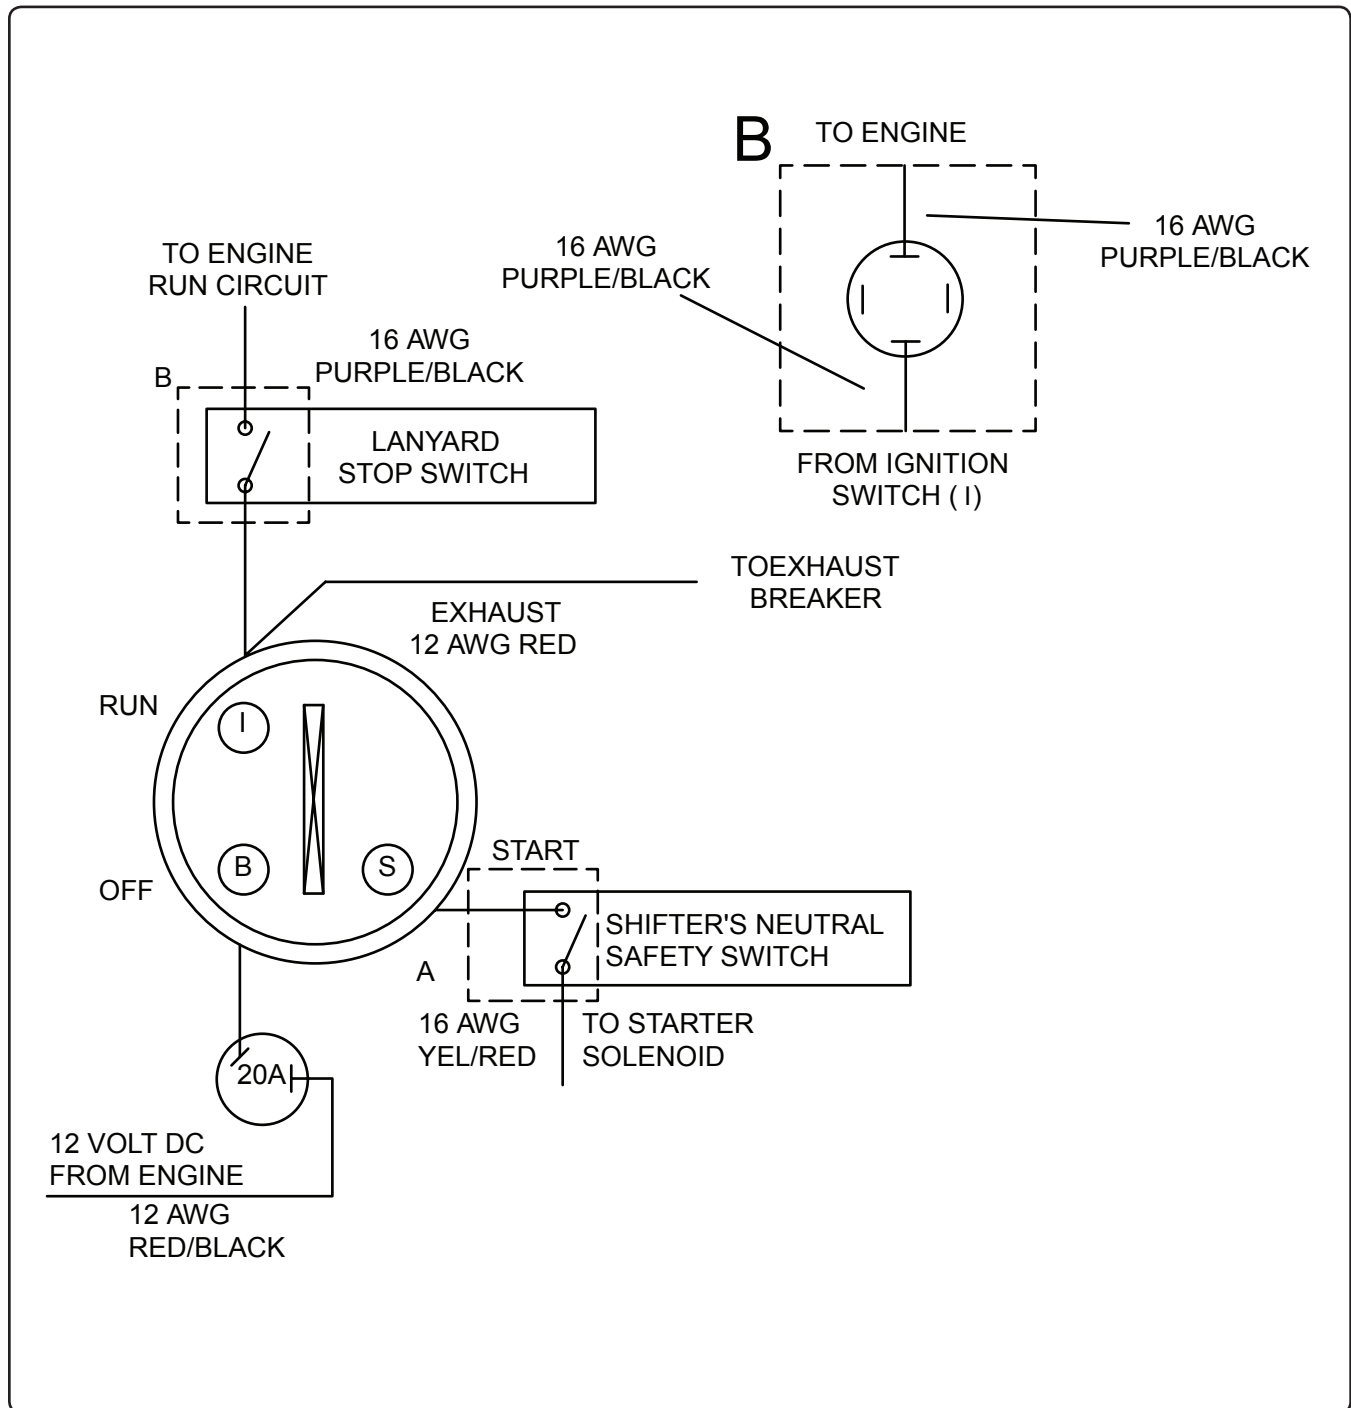 B
TO ENGINE
16 AWG
PURPLE/BLACK
16 AWG
PURPLE/BLACK
TO ENGINE
RUN CIRCUIT
16 AWG
PURPLE/BLACK
B
LANYARD
STOP SWITCH
FROM IGNITION
SWITCH ( I )
TOEXHAUST
BREAKER
EXHAUST
12 AWG RED
RUN
I
B
S
OFF
START
SHIFTER'S NEUTRAL
SAFETY SWITCH
A
16 AWG
YEL/RED
TO STARTER
SOLENOID
20A
12 VOLT DC
FROM ENGINE
12 AWG
RED/BLACK